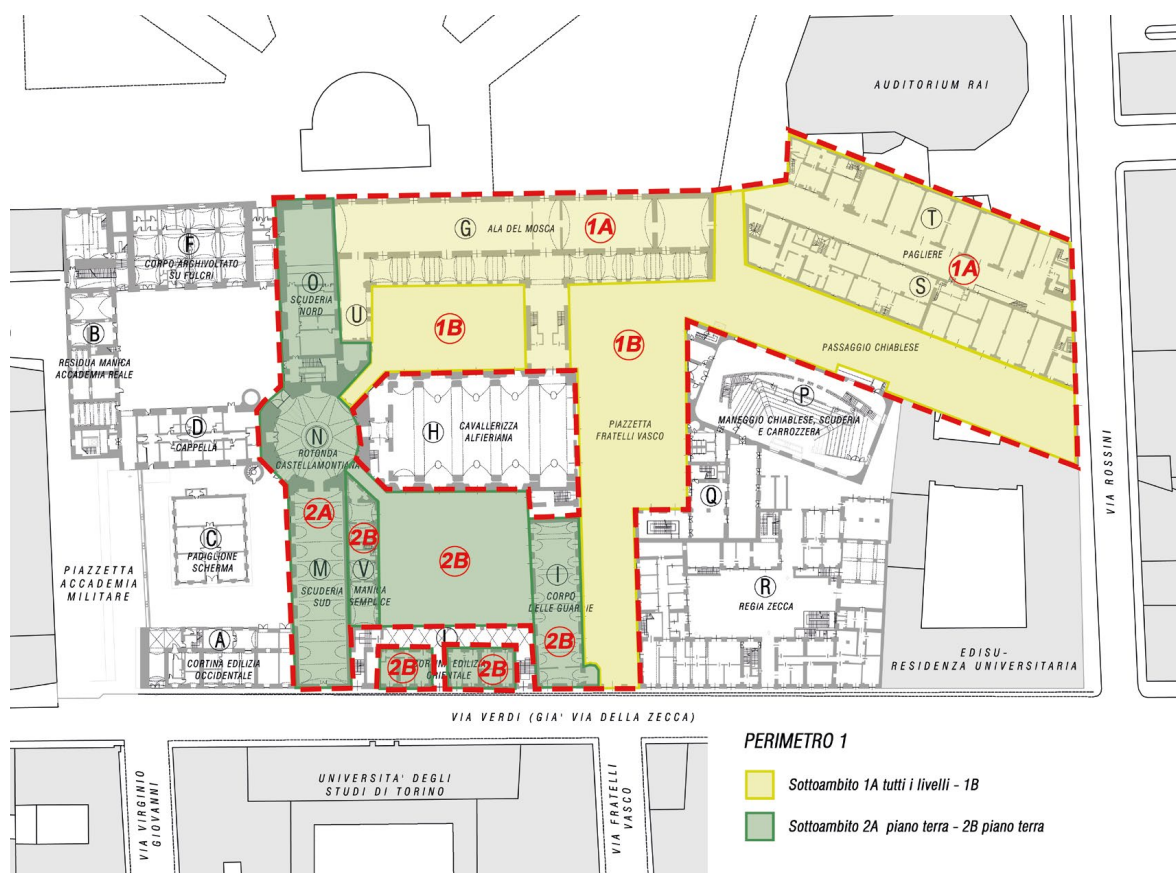 AUDITORIUM RAI
F
CORPO ARCHIVOLTATO
SU FULCRI
G
ALA DEL MOSCA
1A
T
PAGLIERE
1A
S
O
SCUDERIA
NORD
U
B
RESIDUA MANICA
ACCADEMIA REALE
1B
1B
PASSAGGIO CHIABLESE
P
MANEGGIO CHIABLESE, SCUDERIA
E CARROZZERA
D
CAPPELLA
N
ROTONDA
CASTELLAMONTIANA
H
CAVALLERIZZA
ALFIERIANA
PIAZZETTA
FRATELLI VASCO
VIA ROSSINI
Q
2A
2B
C
PADIGLIONE
SCHERMA
PIAZZETTA
ACCADEMIA
MILITARE
M
SCUDERIA
SUD
V
MANICA
SEMPLICE
2B
I
CORPO
DELLE GUARDIE
R
REGIA ZECCA
A
CORTINA EDILIZIA
OCCIDENTALE
2B
2B
2B
EDILIZIA
ORIENTALE
EDISU-
RESIDENZA UNIVERSITARIA
VIA VERDI (GIA' VIA DELLA ZECCA)
VIA VIRGINIO
GIOVANNI
UNIVERSITA' DEGLI
STUDI DI TORINO
VIA FRATELLI
VASCO
PERIMETRO 1
Sottoambito 1A tutti i livelli - 1B
Sottoambito 2A piano terra - 2B piano terra